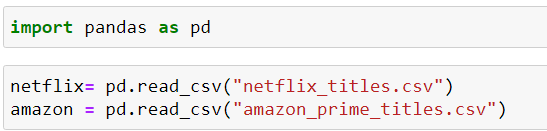 import pandas as pd
netflix= pd.read_csv("netflix_titles.csv")
amazon = pd.read_csv("amazon_prime_titles.csv")